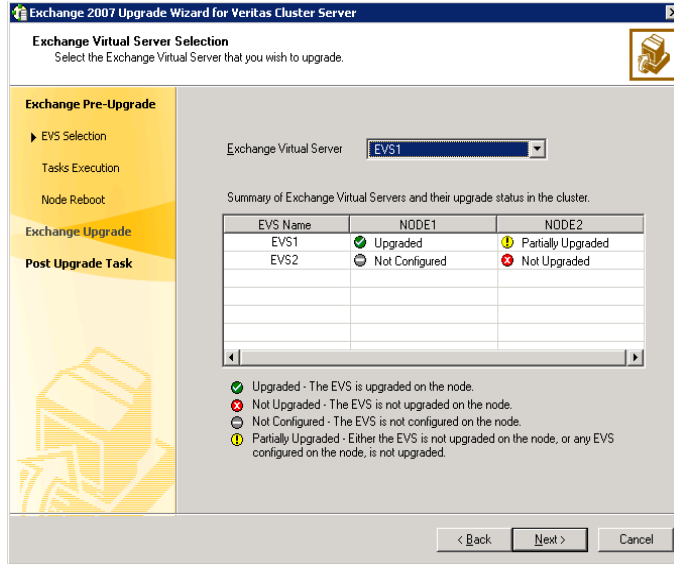 Exchange 2007 Upgrade Wizard for Veritas Cluster Server
Exchange Virtual Server Selection
Select the Exchange Virtual Server that you wish to upgrade.
Exchange Pre-Upgrade
EVS Selection
Tasks Execution
Node Reboot
Exchange Upgrade
Post Upgrade Task
Exchange Virtual Server EVS1
Summary of Exchange Virtual Servers and their upgrade status in the cluster.
EVS Name NODE1 NODE2
EVS1 Upgraded Partially Upgraded
EVS2 Not Configured Not Upgraded
Upgraded - The EVS is upgraded on the node.
Not Upgraded - The EVS is not upgraded on the node.
Not Configured - The EVS is not configured on the node.
Partially Upgraded - Either the EVS is not upgraded on the node, or any EVS
configured on the node, is not upgraded.
< Back Next > Cancel